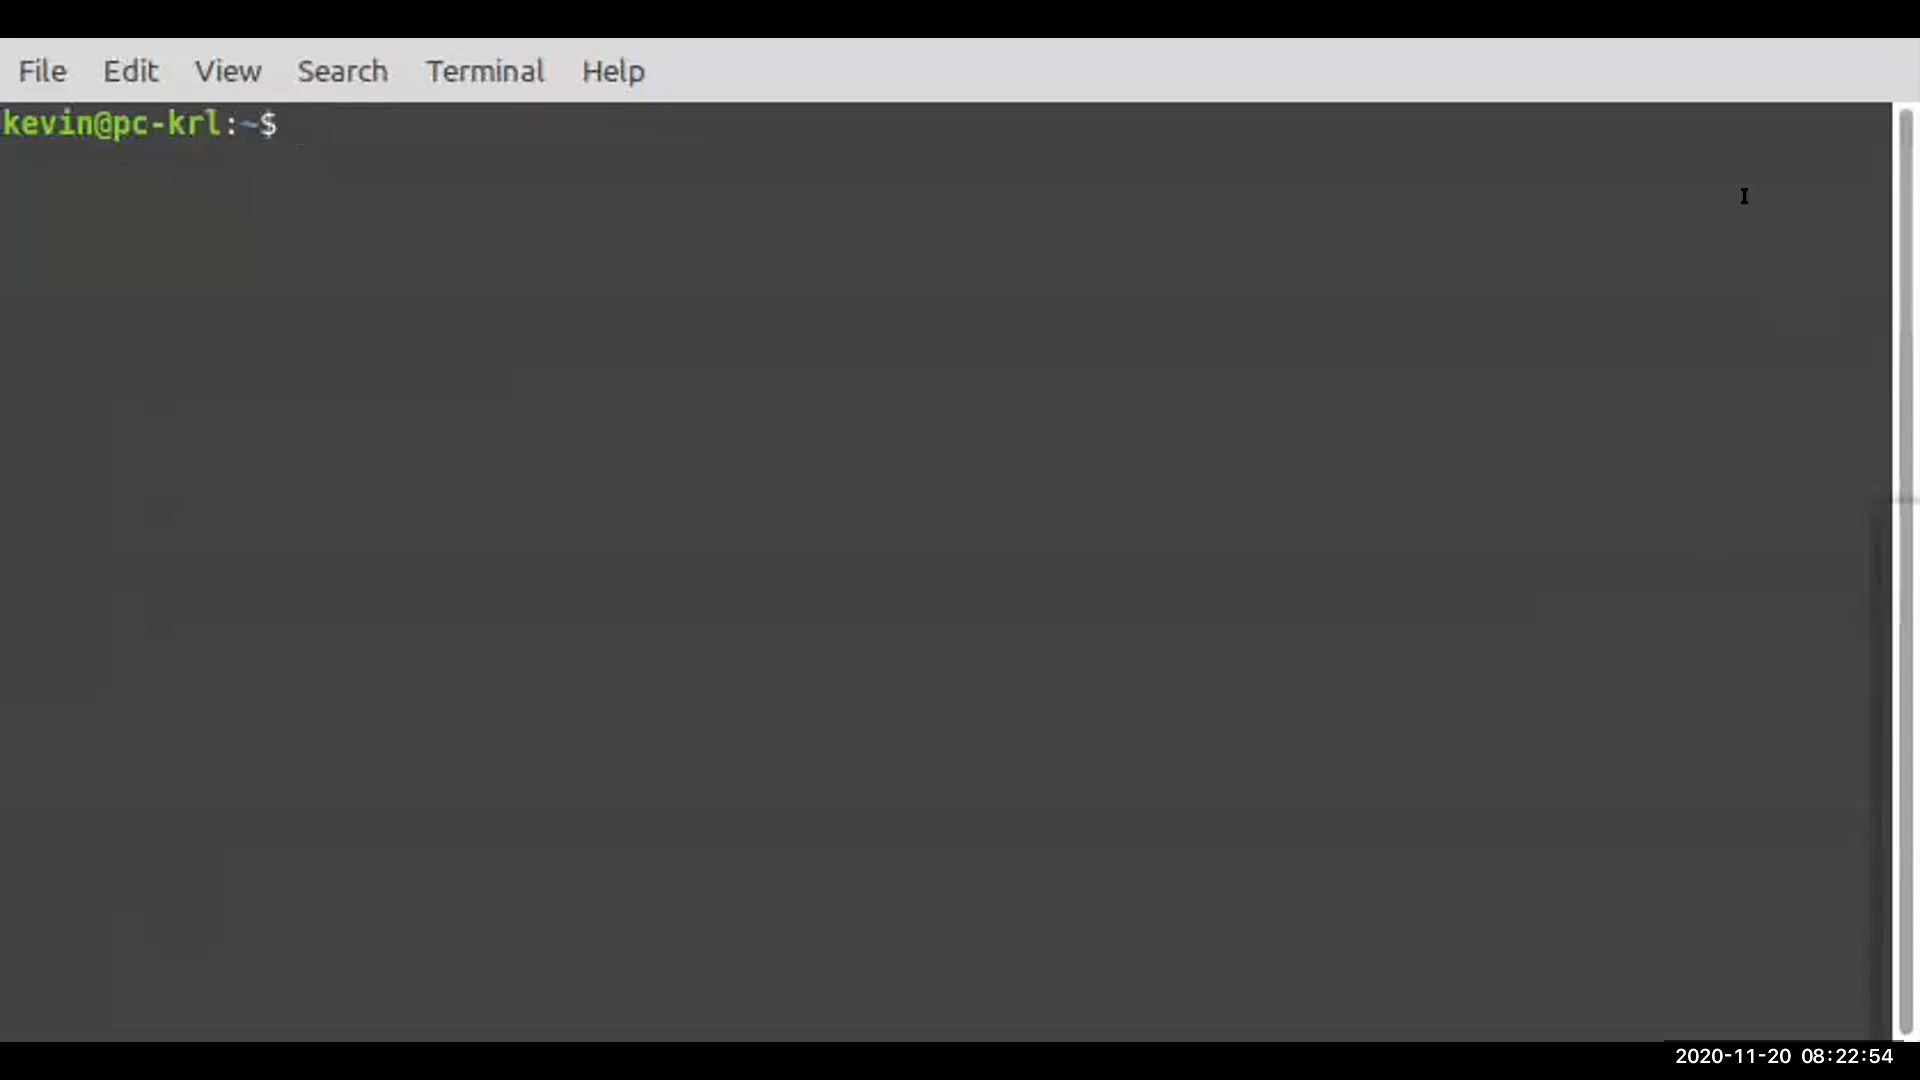 File Edit View Search Terminal Help
kevin@pc-krl:~$
2020-11-20 08:22:54